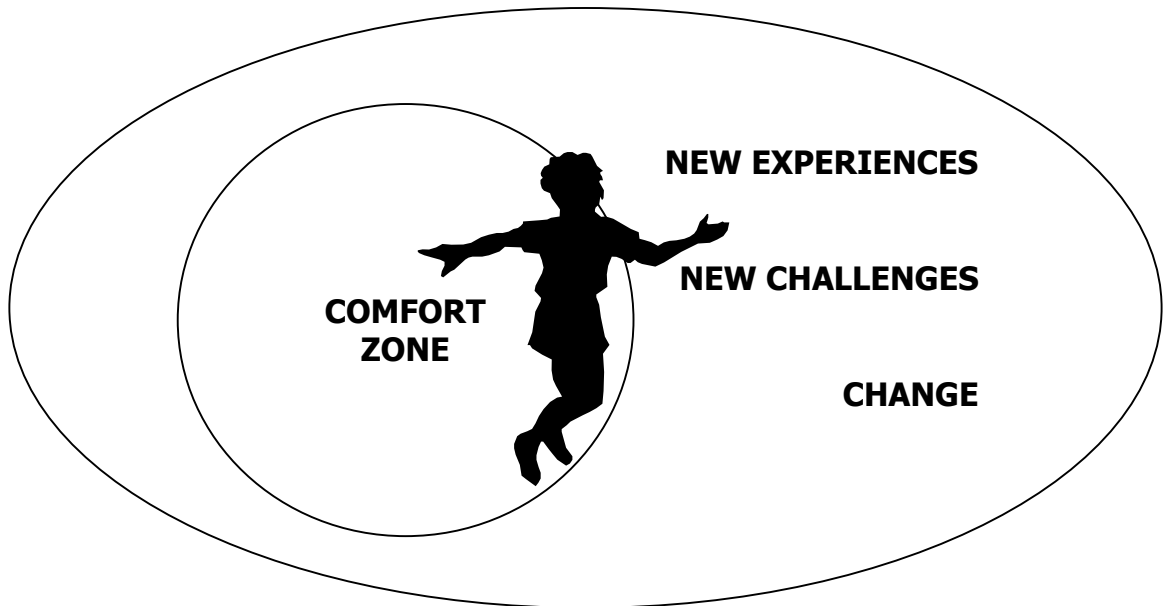 NEW EXPERIENCES
NEW CHALLENGES
COMFORT
ZONE
CHANGE